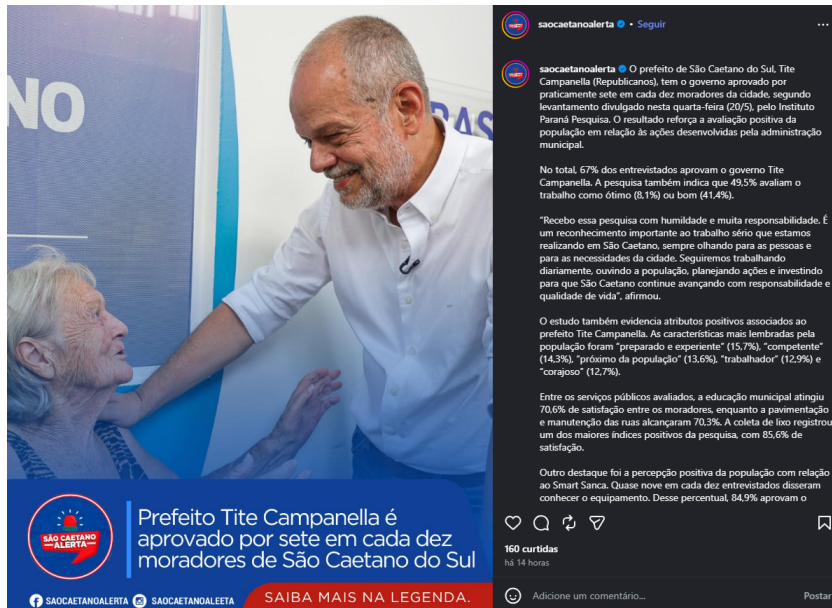 NO
BAS
SÃO CAETANO
ALERTA
Prefeito Tite Campanella é
aprovado por sete em cada dez
moradores de São Caetano do Sul
SAOCAETANOALERTA SAOCAETANOALEETA
SAIBA MAIS NA LEGENDA.
saocaetanoalerta • Seguir
saocaetanoalerta O prefeito de São Caetano do Sul, Tite
Campanella (Republicanos), tem o governo aprovado por
praticamente sete em cada dez moradores da cidade, segundo
levantamento divulgado nesta quarta-feira (20/5), pelo Instituto
Paraná Pesquisa. O resultado reforça a avaliação positiva da
população em relação às ações desenvolvidas pela administração
municipal.
No total, 67% dos entrevistados aprovam o governo Tite
Campanella. A pesquisa também indica que 49,5% avaliam o
trabalho como ótimo (8,1%) ou bom (41,4%).
“Recebo essa pesquisa com humildade e muita responsabilidade. É
um reconhecimento importante ao trabalho sério que estamos
realizando em São Caetano, sempre olhando para as pessoas e
para as necessidades da cidade. Seguiremos trabalhando
diariamente, ouvindo a população, planejando ações e investindo
para que São Caetano continue avançando com responsabilidade e
qualidade de vida”, afirmou.
O estudo também evidencia atributos positivos associados ao
prefeito Tite Campanella. As características mais lembradas pela
população foram “preparado e experiente” (15,7%), “competente”
(14,3%), “próximo da população” (13,6%), “trabalhador” (12,9%) e
“corajoso” (12,7%).
Entre os serviços públicos avaliados, a educação municipal atingiu
70,6% de satisfação entre os moradores, enquanto a pavimentação
e manutenção das ruas alcançaram 70,3%. A coleta de lixo registrou
um dos maiores índices positivos da pesquisa, com 85,6% de
satisfação.
Outro destaque foi a percepção positiva da população com relação
ao Smart Sanca. Quase nove em cada dez entrevistados disseram
conhecer o equipamento. Desse percentual, 84,9% aprovam o
160 curtidas
há 14 horas
Adicione um comentário...
Postar